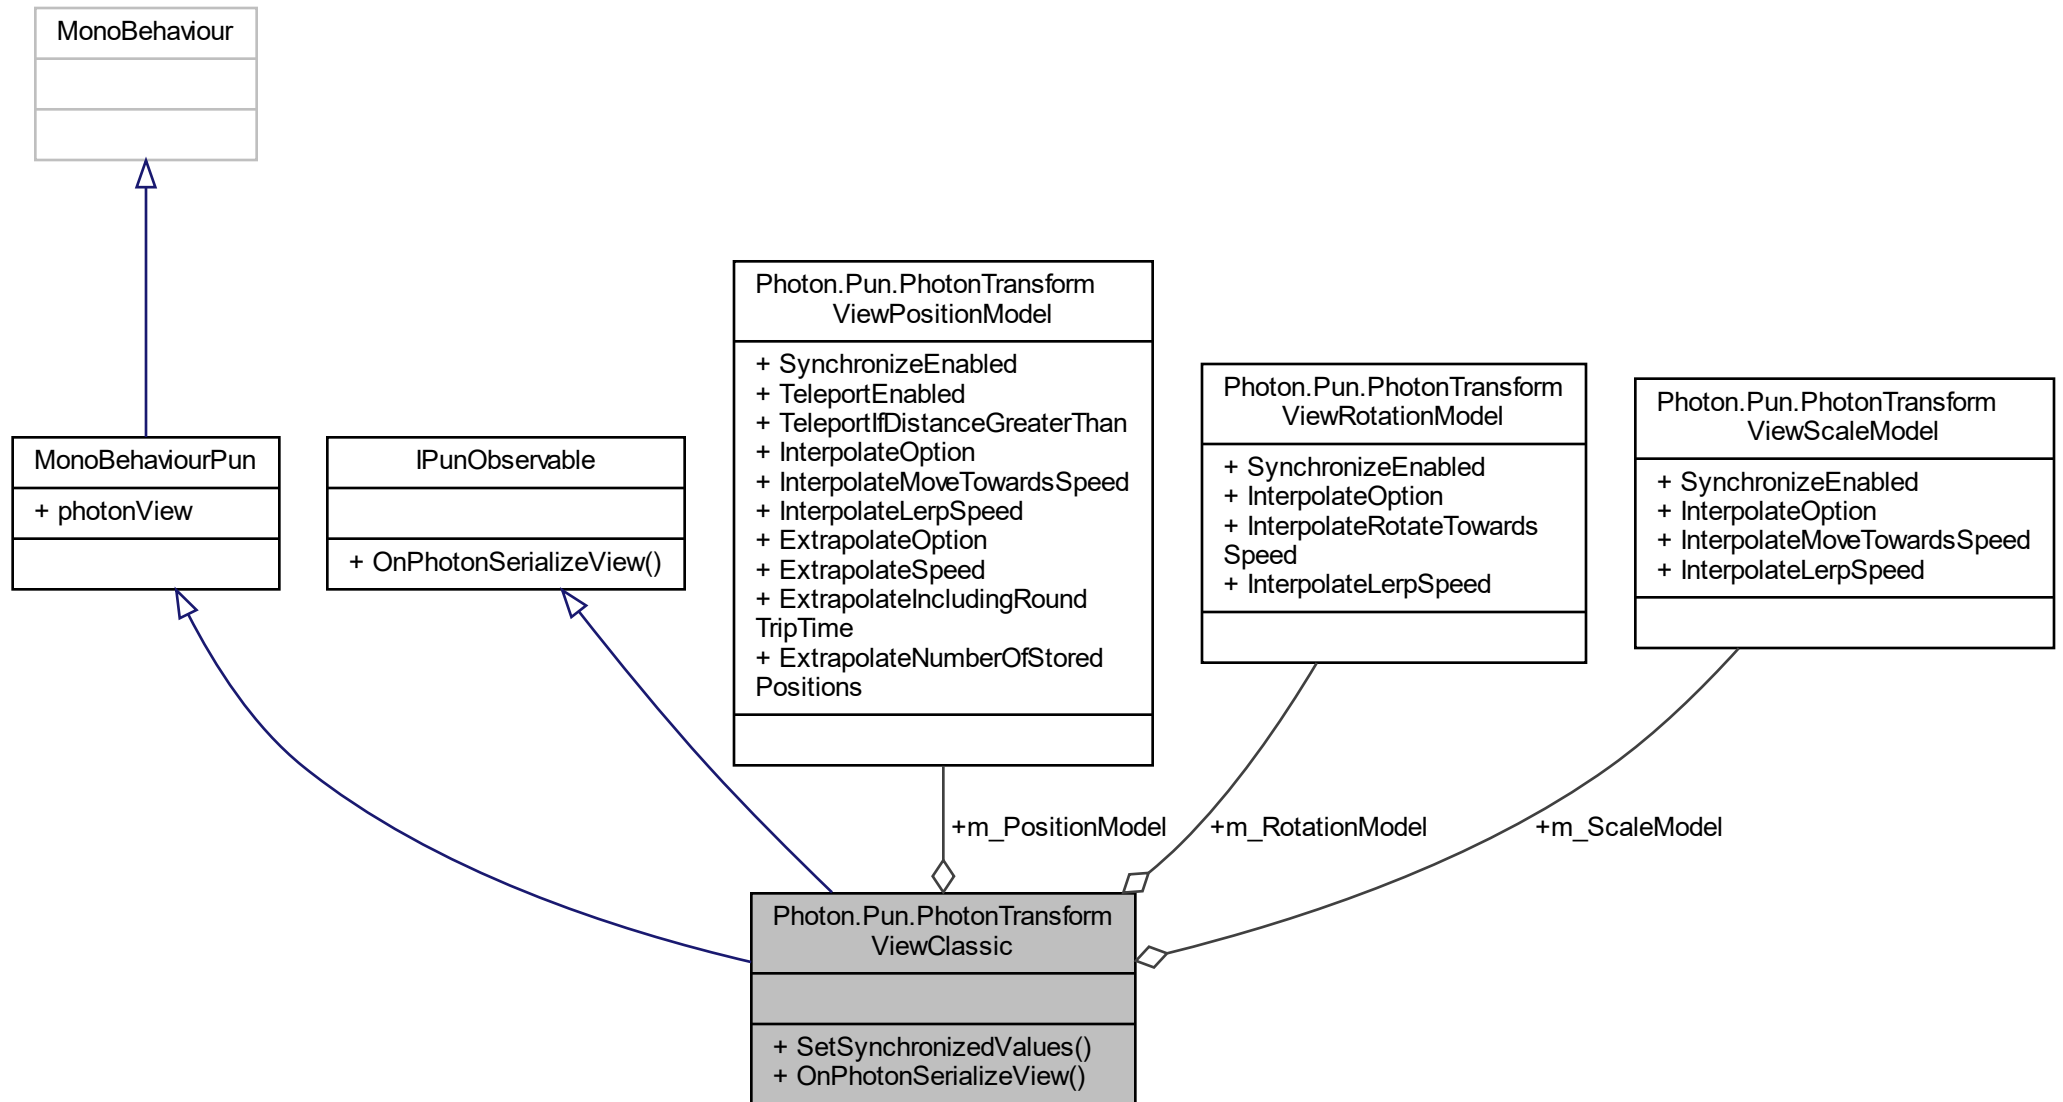 MonoBehaviour
MonoBehaviourPun
+ photonView
IPunObservable
+ OnPhotonSerializeView()
Photon.Pun.PhotonTransform
ViewPositionModel
+ SynchronizeEnabled
+ TeleportEnabled
+ TeleportIfDistanceGreaterThan
+ InterpolateOption
+ InterpolateMoveTowardsSpeed
+ InterpolateLerpSpeed
+ ExtrapolateOption
+ ExtrapolateSpeed
+ ExtrapolateIncludingRound
TripTime
+ ExtrapolateNumberOfStored
Positions
Photon.Pun.PhotonTransform
ViewRotationModel
+ SynchronizeEnabled
+ InterpolateOption
+ InterpolateRotateTowards
Speed
+ InterpolateLerpSpeed
Photon.Pun.PhotonTransform
ViewScaleModel
+ SynchronizeEnabled
+ InterpolateOption
+ InterpolateMoveTowardsSpeed
+ InterpolateLerpSpeed
+m_PositionModel
+m_RotationModel
+m_ScaleModel
Photon.Pun.PhotonTransform
ViewClassic
+ SetSynchronizedValues()
+ OnPhotonSerializeView()